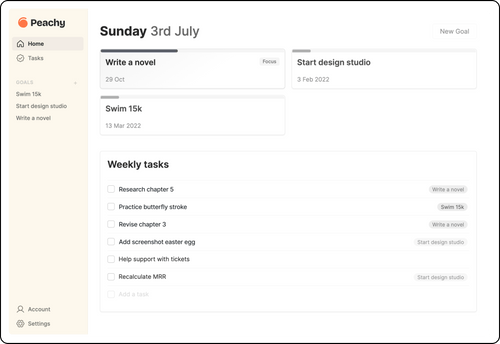 Peachy
Home
Tasks
GOALS
Swim 15k
Start design studio
Write a novel
Account
Settings
Sunday 3rd July
New Goal
Write a novel
Focus
29 Oct
Start design studio
3 Feb 2022
Swim 15k
13 Mar 2022
Weekly tasks
Research chapter 5 Write a novel
Practice butterfly stroke Swim 15k
Revise chapter 3 Write a novel
Add screenshot easter egg Start design studio
Help support with tickets
Recalculate MRR Start design studio
Add a task